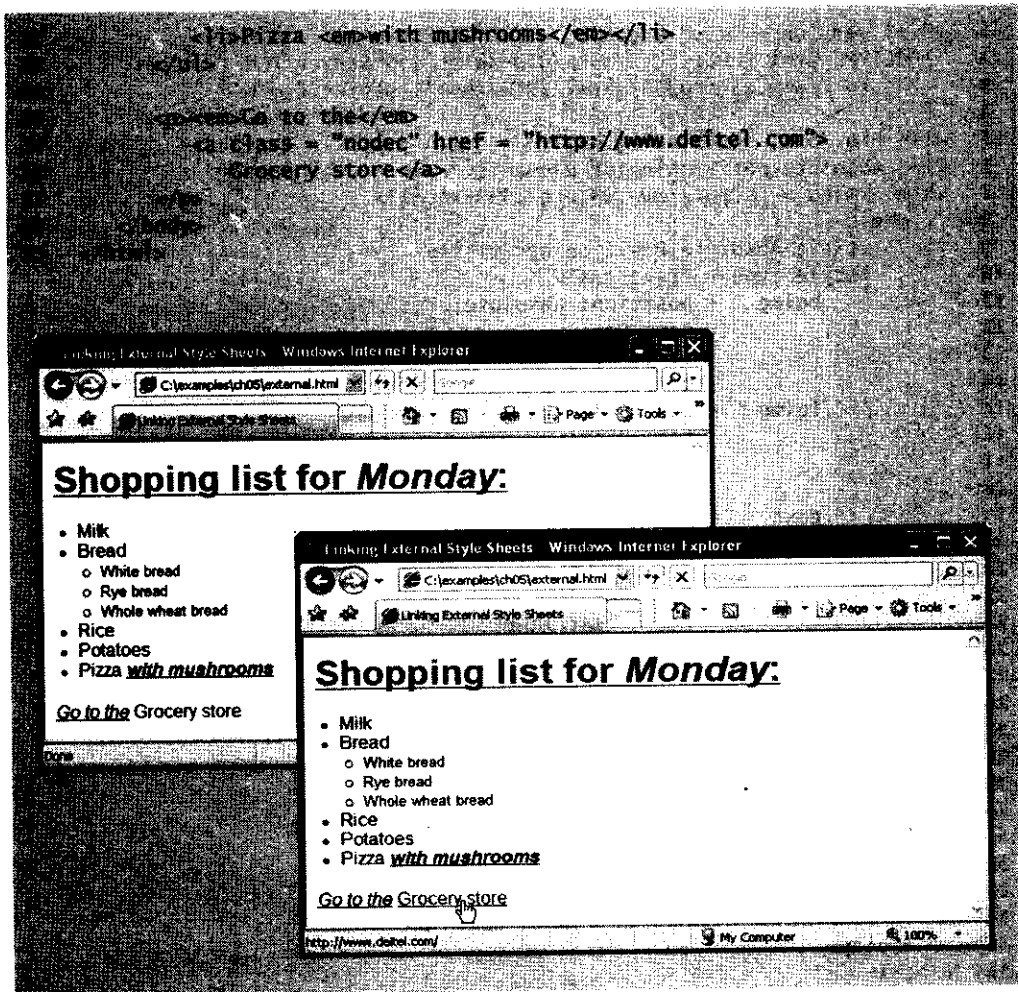 <li>Pizza <em>with mushrooms</em></li>
</ul>
<p><em>Go to the</em>
<a class = "nodec" href = "http://www.deitel.com">
Grocery store</a>
</p>
</body>
</html>
Linking External Style Sheets Windows Internet Explorer
C:\examples\ch05\external.html
Linking External Style Sheets
Page
Tools
Shopping list for Monday:
Milk
Bread
White bread
Rye bread
Whole wheat bread
Rice
Potatoes
Pizza with mushrooms
Go to the Grocery store
Done
Linking External Style Sheets Windows Internet Explorer
C:\examples\ch05\external.html
Linking External Style Sheets
Page
Tools
Shopping list for Monday:
Milk
Bread
White bread
Rye bread
Whole wheat bread
Rice
Potatoes
Pizza with mushrooms
Go to the Grocery store
http://www.deitel.com/
My Computer
100%